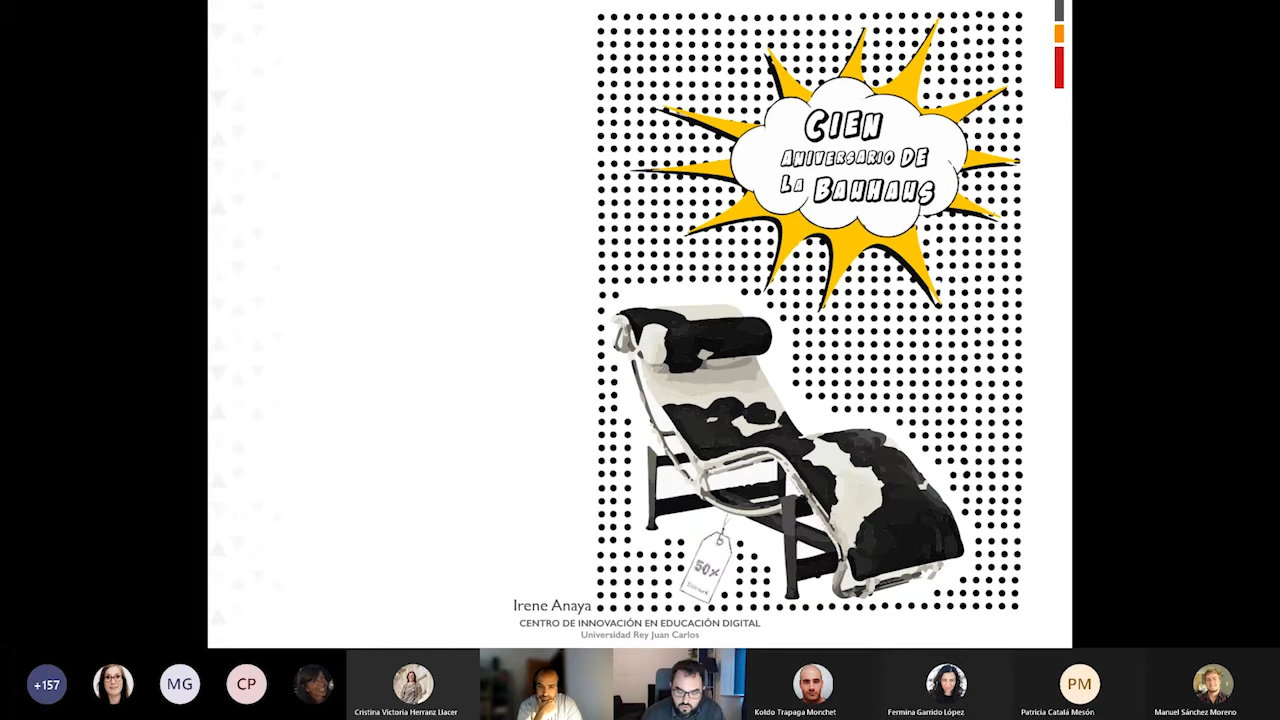 CIEN
ANIVERSARIO DE
LA BAUHAUS
50%
Irene Anaya
CENTRO DE INNOVACIÓN EN EDUCACIÓN DIGITAL
Universidad Rey Juan Carlos
+157
MG
CP
Cristina Victoria Herranz Llacer
Koldo Trapaga Monchet
Fermina Garrido López
PM
Patricia Catalá Mesón
Manuel Sánchez Moreno